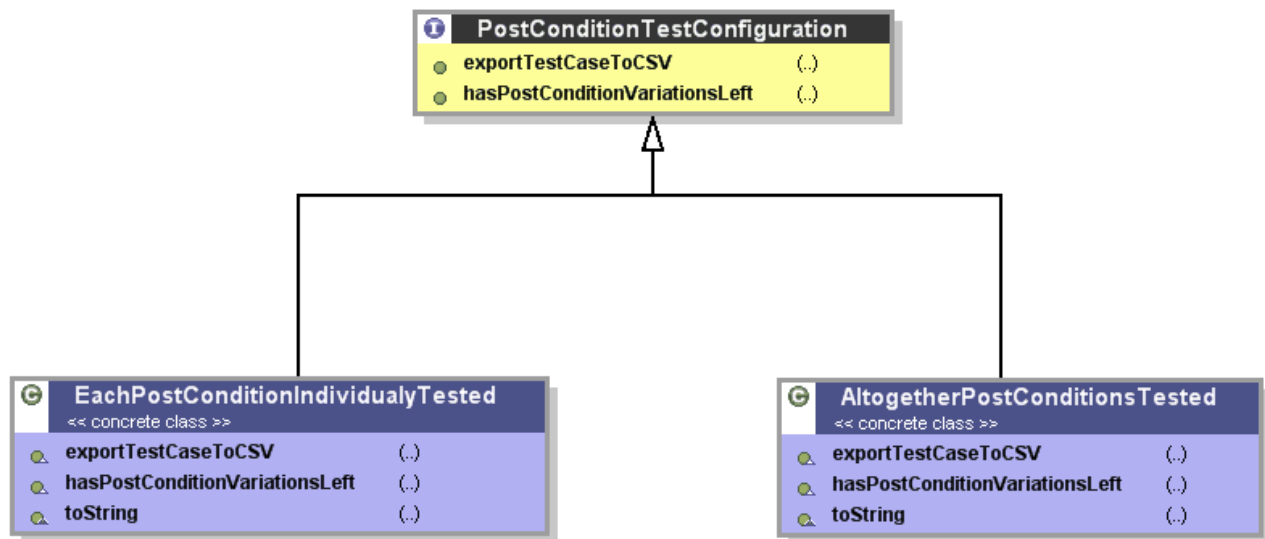 I PostConditionTestConfiguration
exportTestCaseToCSV (..)
hasPostConditionVariationsLeft (..)
C EachPostConditionIndividualyTested
<< concrete class >>
exportTestCaseToCSV (..)
hasPostConditionVariationsLeft (..)
toString (..)
C AltogetherPostConditionsTested
<< concrete class >>
exportTestCaseToCSV (..)
hasPostConditionVariationsLeft (..)
toString (..)